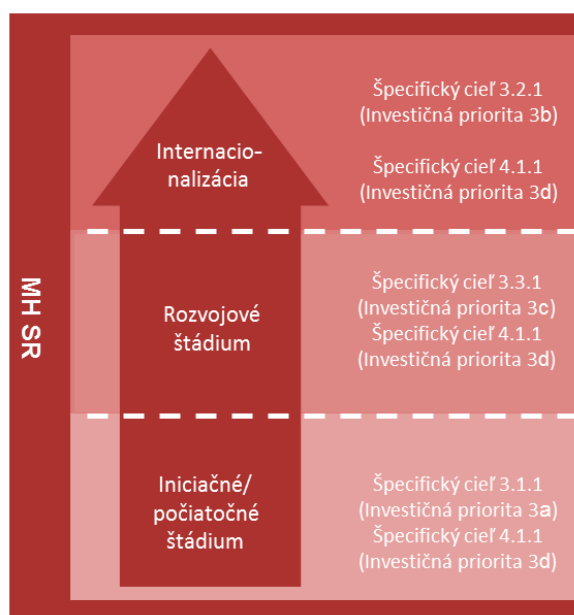 MH SR
Internacio-
nalizácia
Špecifický cieľ 3.2.1
(Investičná priorita 3b)
Špecifický cieľ 4.1.1
(Investičná priorita 3d)
Rozvojové
štádium
Špecifický cieľ 3.3.1
(Investičná priorita 3c)
Špecifický cieľ 4.1.1
(Investičná priorita 3d)
Iniciačné/
počiatočné
štádium
Špecifický cieľ 3.1.1
(Investičná priorita 3a)
Špecifický cieľ 4.1.1
(Investičná priorita 3d)